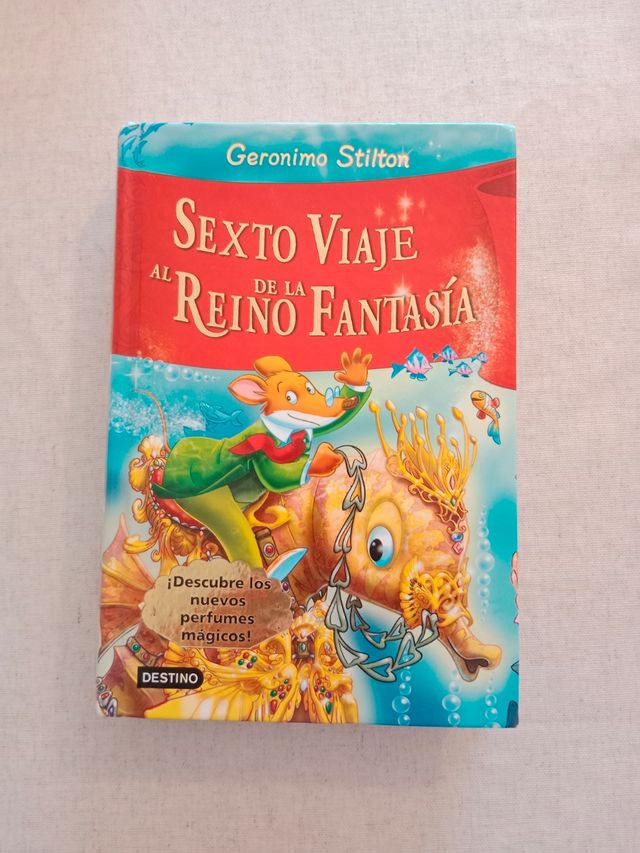 Geronimo Stilton
SEXTO VIAJE
AL REINO DE LA FANTASÍA
¡Descubre los
nuevos
perfumes
mágicos!
DESTINO